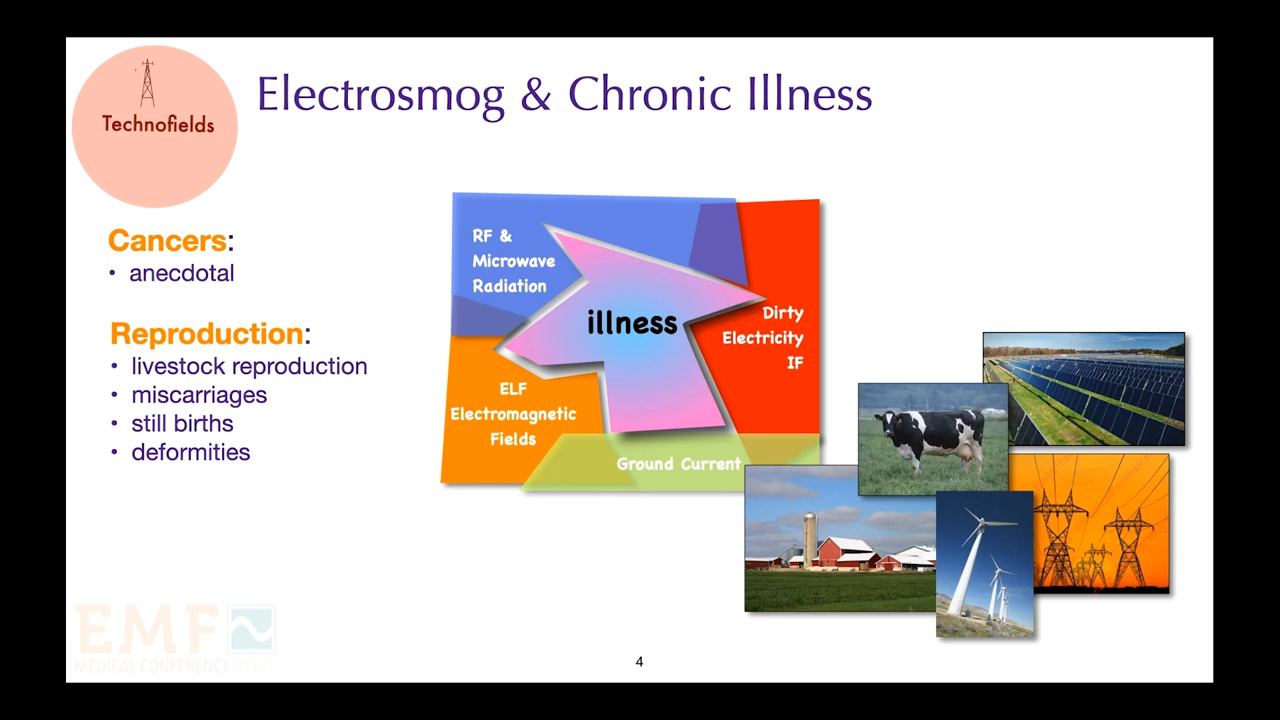 Technofields
Electrosmog & Chronic Illness
Cancers:
• anecdotal
Reproduction:
• livestock reproduction
• miscarriages
• still births
• deformities
RF &
Microwave
Radiation
illness
Dirty
Electricity
IF
ELF
Electromagnetic
Fields
Ground Current
EMF
MEDICAL CONFERENCE
4